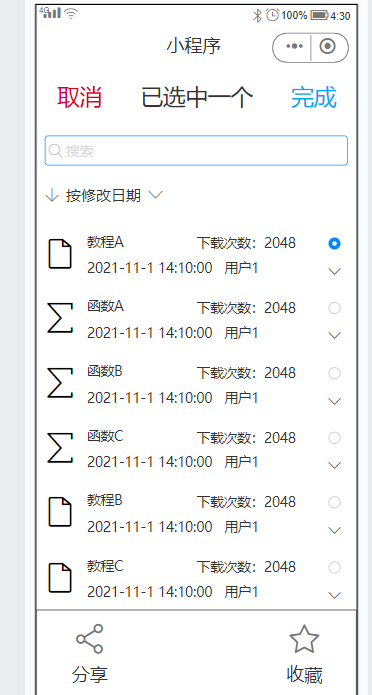 4G 100% 4:30
小程序
取消 已选中一个 完成
搜索
按修改日期
教程A 下载次数：2048
2021-11-1 14:10:00 用户1
函数A 下载次数：2048
2021-11-1 14:10:00 用户1
函数B 下载次数：2048
2021-11-1 14:10:00 用户1
函数C 下载次数：2048
2021-11-1 14:10:00 用户1
教程B 下载次数：2048
2021-11-1 14:10:00 用户1
教程C 下载次数：2048
2021-11-1 14:10:00 用户1
分享 收藏